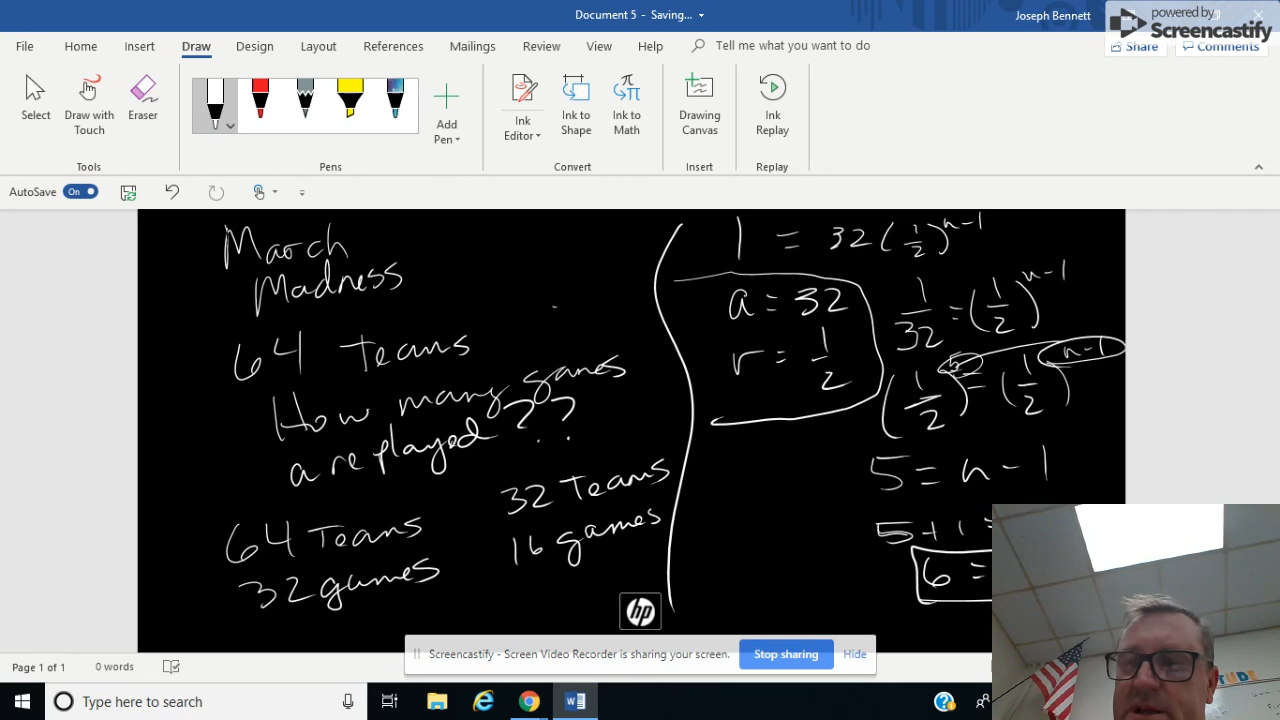 Document 5 - Saving...
Joseph Bennett
powered by
Screencastify
File Home Insert Draw Design Layout References Mailings Review View Help Tell me what you want to do
Share Comments
Select
Draw with Touch
Eraser
Add Pen
Ink Editor
Ink to Shape
Ink to Math
Drawing Canvas
Ink Replay
Tools Pens Convert Insert Replay
AutoSave On
March
Madness
64 Teams
How many games
are played??
64 Teams
32 games
32 Teams
16 games
1 = 32(1/2)^n-1
a = 32
r = 1/2
1/32 = (1/2)^n-1
(1/2)^5 = (1/2)^n-1
5 = n - 1
5 + 1 =
6 =
hp
Screencastify - Screen Video Recorder is sharing your screen. Stop sharing Hide
Page 1 of 1 0 words
Type here to search